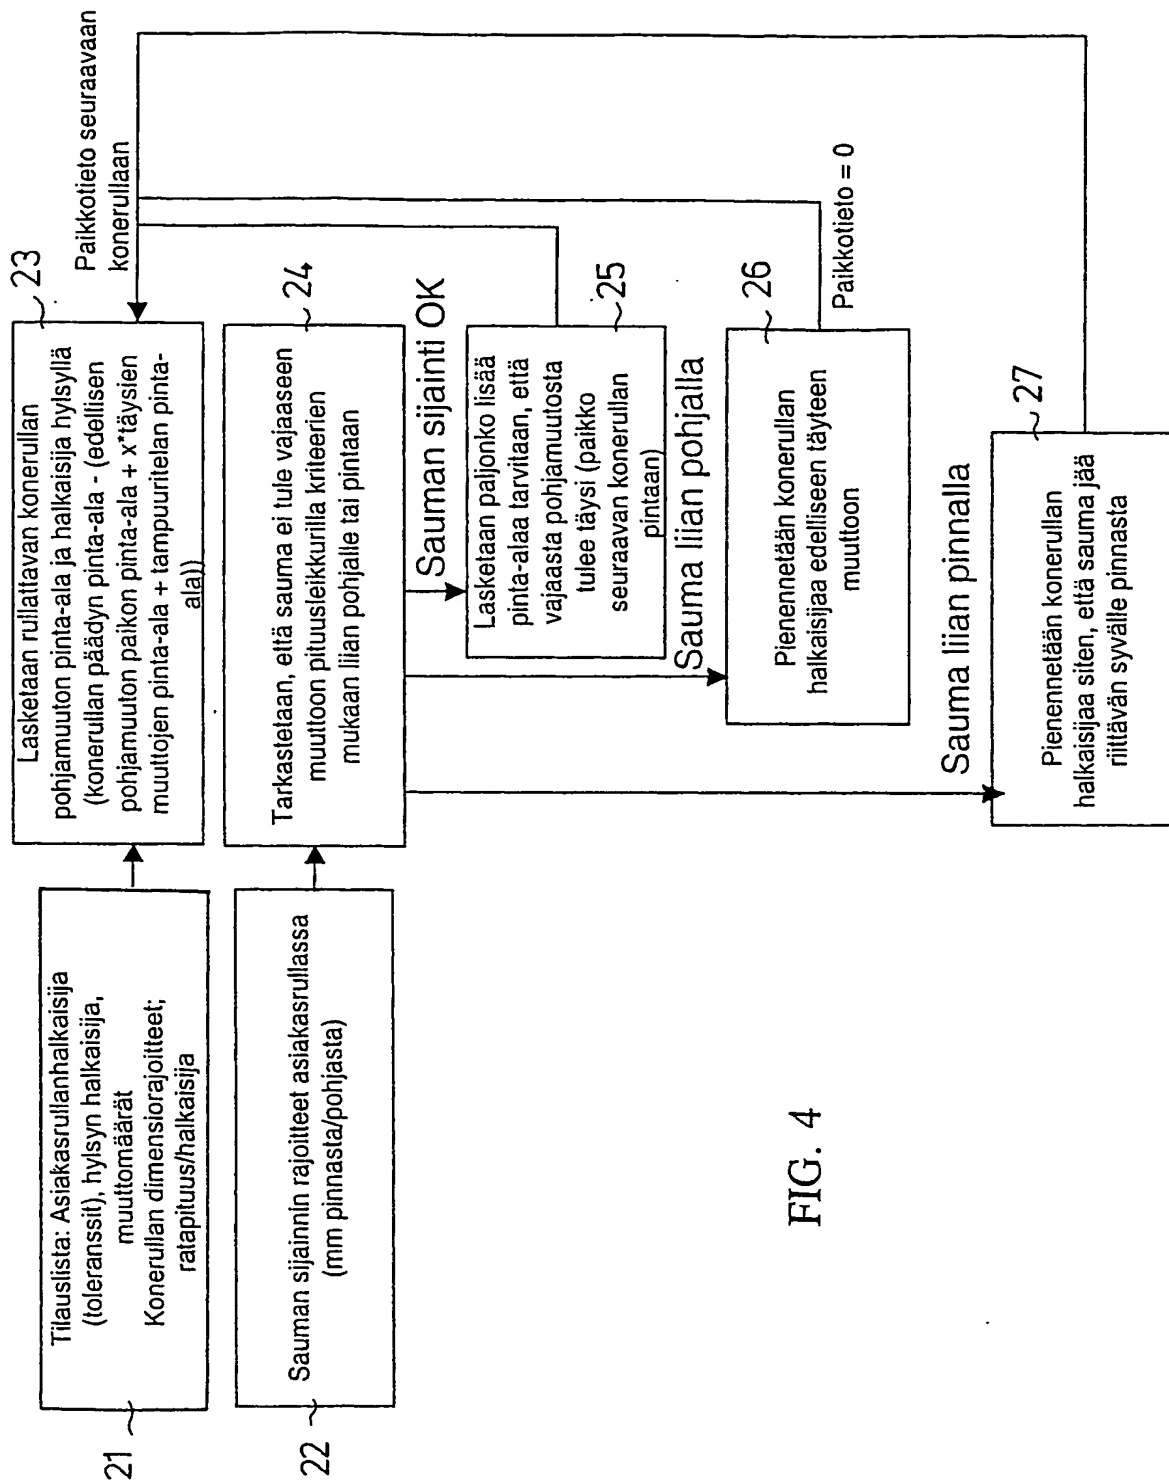 21
Tilauslista: Asiakasrullanhalkaisija
(toleranssit), hylsyn halkaisija,
muuttomäärät
Konerullan dimensiorajoitteet;
ratapituus/halkaisija
22
Sauman sijainnin rajoitteet asiakasrullassa
(mm pinnasta/pohjasta)
23
Lasketaan rullattavan konerullan
pohjamuuton pinta-ala ja halkaisija hylsyllä
(konerullan päädyn pinta-ala - (edellisen
pohjamuuton paikon pinta-ala + x*täysien
muuttojen pinta-ala + tampuuritelan pinta-
ala))
Paikkotieto seuraavaan
konerullaan
24
Tarkastetaan, että sauma ei tule vajaaseen
muuttoon pituusleikkurilla kriteerien
mukaan liian pohjalle tai pintaan
Sauman sijainti OK
25
Lasketaan paljonko lisää
pinta-alaa tarvitaan, että
vajaasta pohjamuutosta
tulee täysi (paikko
seuraavan konerullan
pintaan)
Sauma liian pohjalla
26
Pienennetään konerullan
halkaisijaa edelliseen täyteen
muuttoon
Paikkotieto = 0
Sauma liian pinnalla
27
Pienennetään konerullan
halkaisijaa siten, että sauma jää
riittävän syvälle pinnasta
FIG. 4